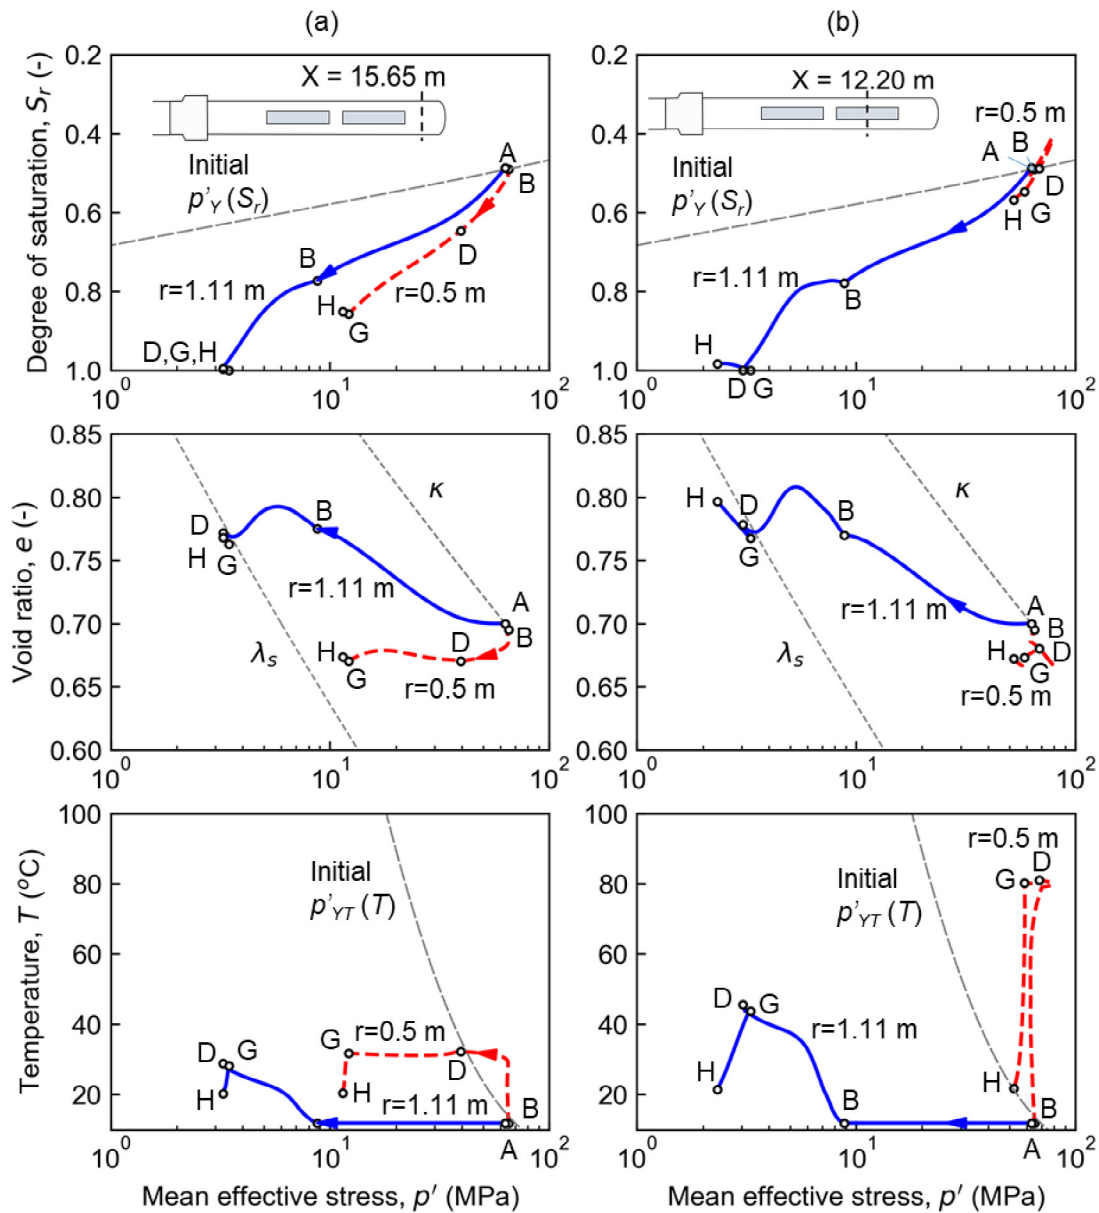 (a)
(b)
Degree of saturation, Sr (-)
0.2
0.4
0.6
0.8
1.0
X = 15.65 m
Initial
p'Y (Sr)
A
B
D
B
r=1.11 m
r=0.5 m
H
G
D,G,H
10^0
10^1
10^2
0.2
0.4
0.6
0.8
1.0
X = 12.20 m
r=0.5 m
B
A
Initial
p'Y (Sr)
D
H
G
r=1.11 m
B
H
D G
10^0
10^1
10^2
Void ratio, e (-)
0.85
0.80
0.75
0.70
0.65
0.60
κ
B
D
H
G
r=1.11 m
A
B
λs
H
D
G
r=0.5 m
10^0
10^1
10^2
0.85
0.80
0.75
0.70
0.65
0.60
κ
H
D
B
G
r=1.11 m
A
B
λs
H
D
G
r=0.5 m
10^0
10^1
10^2
Temperature, T (°C)
100
80
60
40
20
Initial
p'YT (T)
r=0.5 m
G
D G
D
H
H
r=1.11 m
B
A
10^0
10^1
10^2
Mean effective stress, p' (MPa)
100
80
60
40
20
r=0.5 m
D
G
Initial
p'YT (T)
D
G
r=1.11 m
H
H
B
B
A
10^0
10^1
10^2
Mean effective stress, p' (MPa)